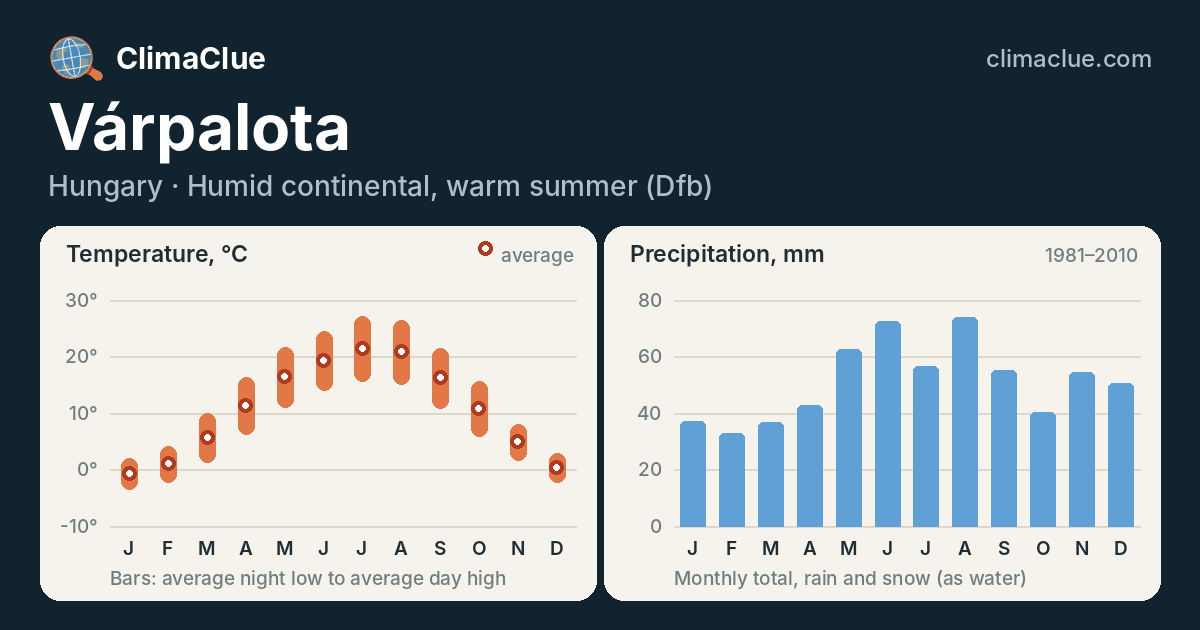 ClimaClue
climaclue.com
Várpalota
Hungary · Humid continental, warm summer (Dfb)
Temperature, °C
average
30°
20°
10°
0°
-10°
J F M A M J J A S O N D
Bars: average night low to average day high
Precipitation, mm
1981–2010
80
60
40
20
0
J F M A M J J A S O N D
Monthly total, rain and snow (as water)